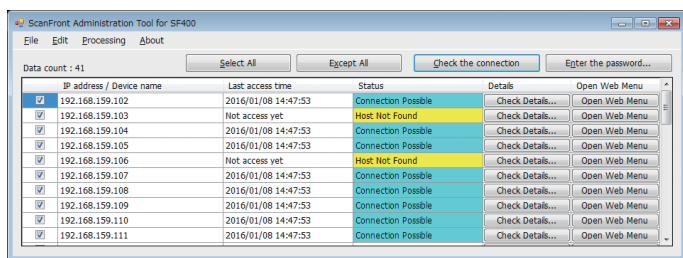 ScanFront Administration Tool for SF400
File Edit Processing About
Data count : 41 Select All Except All Check the connection Enter the password...
IP address / Device name Last access time Status Details Open Web Menu
192.168.159.102 2016/01/08 14:47:53 Connection Possble Check Details... Open Web Menu
192.168.159.103 Not access yet Host Not Found Check Details... Open Web Menu
192.168.159.104 2016/01/08 14:47:53 Connection Possble Check Details... Open Web Menu
192.168.159.105 2016/01/08 14:47:53 Connection Possble Check Details... Open Web Menu
192.168.159.106 Not access yet Host Not Found Check Details... Open Web Menu
192.168.159.107 2016/01/08 14:47:53 Connection Possble Check Details... Open Web Menu
192.168.159.108 2016/01/08 14:47:53 Connection Possble Check Details... Open Web Menu
192.168.159.109 2016/01/08 14:47:53 Connection Possble Check Details... Open Web Menu
192.168.159.110 2016/01/08 14:47:53 Connection Possble Check Details... Open Web Menu
192.168.159.111 2016/01/08 14:47:53 Connection Possble Check Details... Open Web Menu